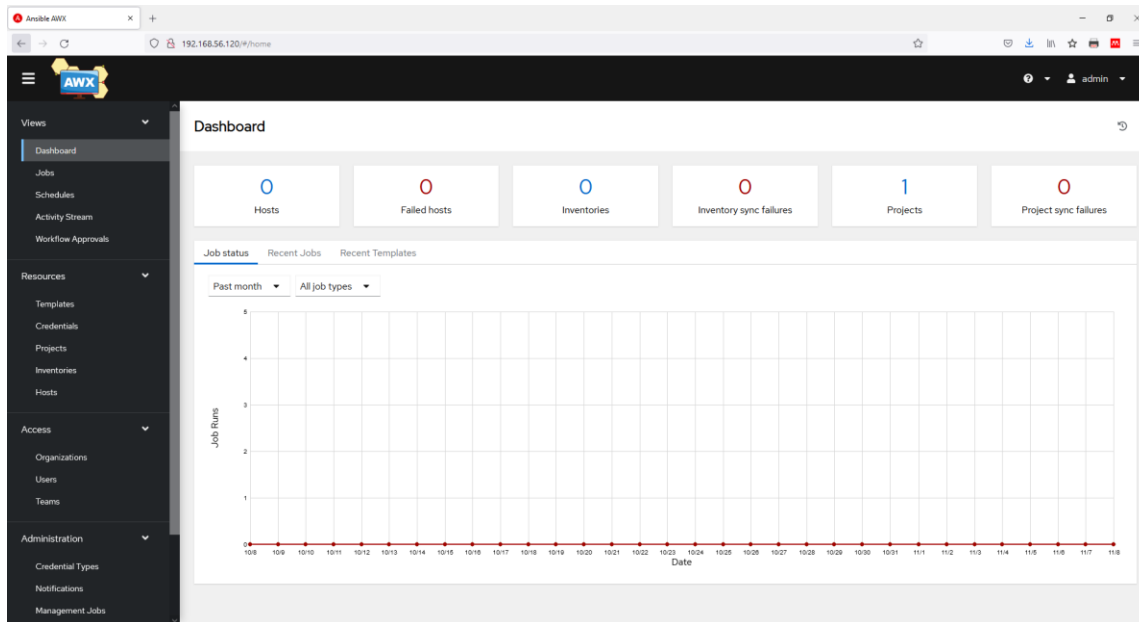 Ansible AWX
192.168.56.120/#/home
AWX
admin
Views
Dashboard
Jobs
Schedules
Activity Stream
Workflow Approvals
Resources
Templates
Credentials
Projects
Inventories
Hosts
Access
Organizations
Users
Teams
Administration
Credential Types
Notifications
Management Jobs
Dashboard
0 0 0 0 1 0
Hosts Failed hosts Inventories Inventory sync failures Projects Project sync failures
Job status Recent Jobs Recent Templates
Past month All job types
5
4
3
2
1
0
Job Runs
10/8 10/9 10/10 10/11 10/12 10/13 10/14 10/15 10/16 10/17 10/18 10/19 10/20 10/21 10/22 10/23 10/24 10/25 10/26 10/27 10/28 10/29 10/30 10/31 11/1 11/2 11/3 11/4 11/5 11/6 11/7 11/8
Date